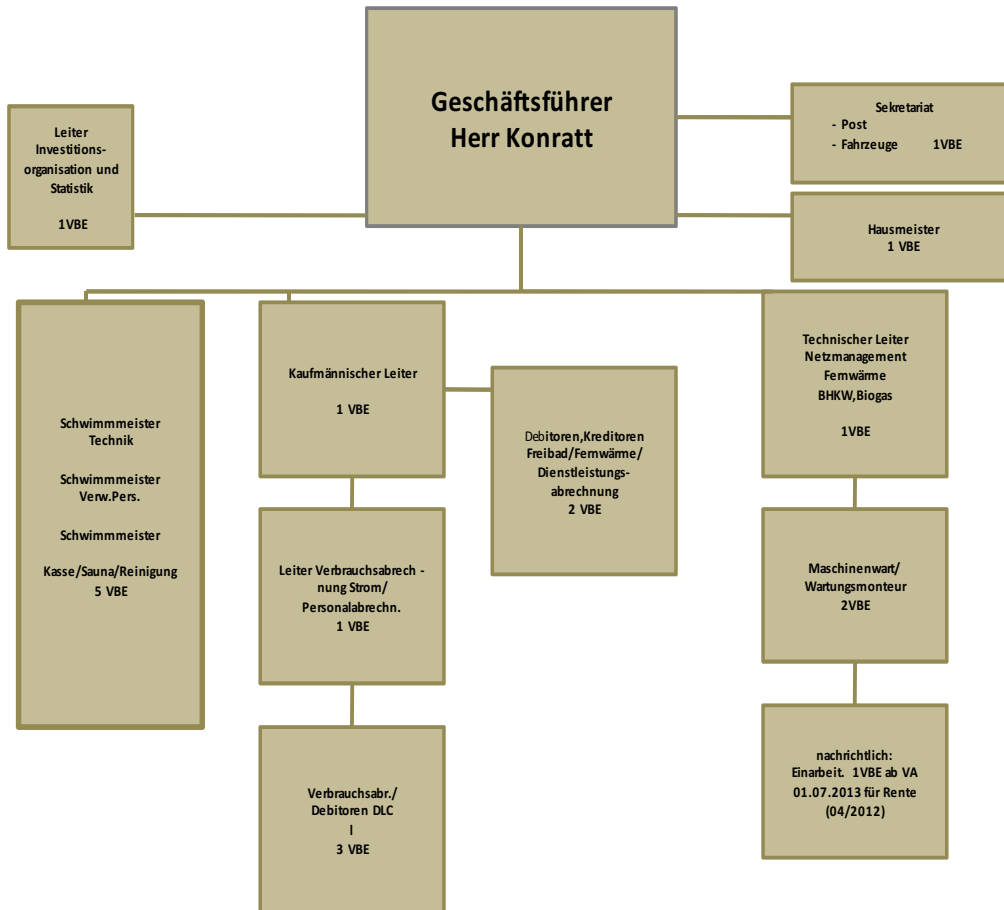 Geschäftsführer
Herr Konratt
Leiter
Investitions-
organisation und
Statistik
1VBE
Sekretariat
- Post
- Fahrzeuge 1VBE
Hausmeister
1 VBE
Schwimmmeister
Technik
Schwimmmeister
Verw.Pers.
Schwimmmeister
Kasse/Sauna/Reinigung
5 VBE
Kaufmännischer Leiter
1 VBE
Debitoren,Kreditoren
Freibad/Fernwärme/
Dienstleistungs-
abrechnung
2 VBE
Leiter Verbrauchsabrech -
nung Strom/
Personalabrechn.
1 VBE
Verbrauchsabr./
Debitoren DLC
I
3 VBE
Technischer Leiter
Netzmanagement
Fernwärme
BHKW,Biogas
1VBE
Maschinenwart/
Wartungsmonteur
2VBE
nachrichtlich:
Einarbeit. 1VBE ab VA
01.07.2013 für Rente
(04/2012)